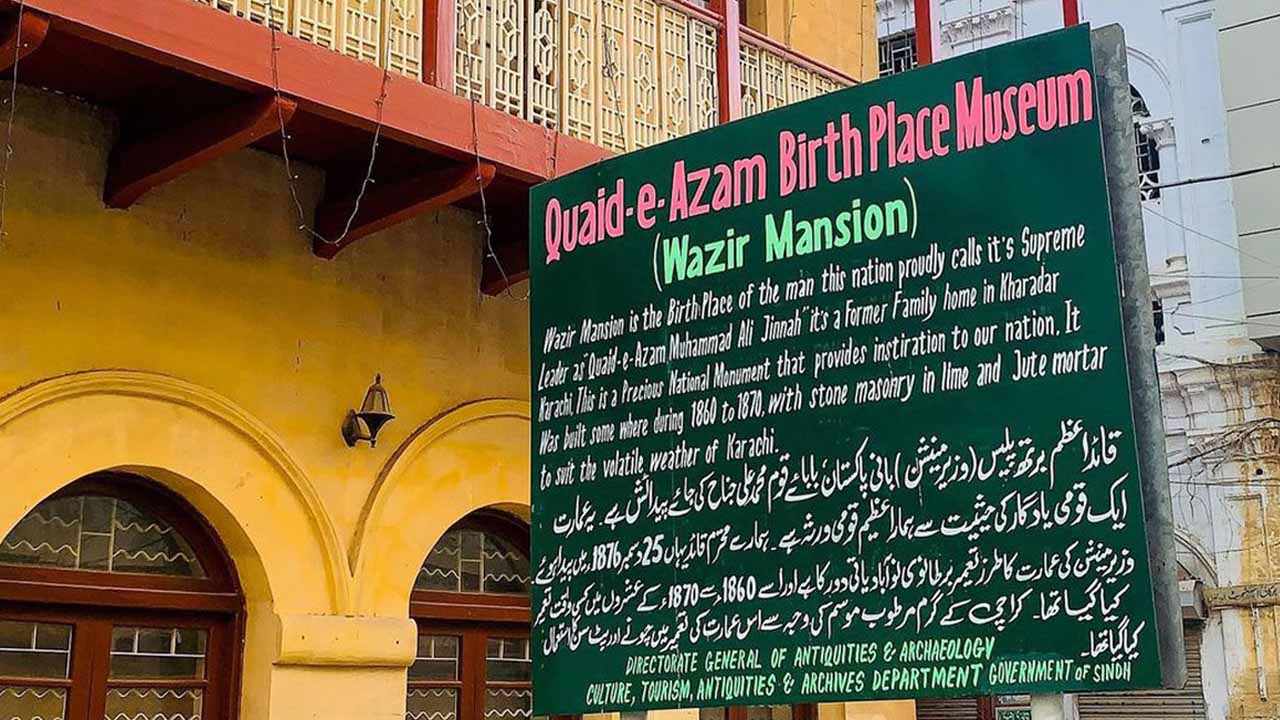 Quaid-e-Azam Birth Place Museum
(Wazir Mansion)
Wazir Mansion is the Birth Place of the man this nation proudly calls it's Supreme
Leader as "Quaid-e-Azam Muhammad Ali Jinnah" it's a Former Family home in Kharadar
Karachi. This is a Precious National Monument that provides instiration to our nation. It
Was built some where during 1860 to 1870, with stone masonry in lime and Jute mortar
to suit the volatile weather of Karachi.
قائداعظم برتھ پلیس (وزیر مینشن) بانی پاکستان بابائے قوم محمد علی جناح کی جائے پیدائش ہے۔ یہ عمارت
ایک قومی یادگار کی حیثیت سے ہمارا عظیم قومی ورثہ ہے۔ ہمارے محترم قائد یہاں 25 دسمبر 1876 میں پیدا ہوئے
وزیر مینشن کی عمارت کا طرز تعمیر برطانوی نوآبادیاتی دور کا ہے اور اسے 1860ء سے 1870ء کے عشروں میں کسی وقت تعمیر
کیا گیا تھا۔ کراچی کے گرم مرطوب موسم کی وجہ سے اس عمارت کی تعمیر میں چونے اور پٹ سن کا استعمال
کیا گیا تھا۔
DIRECTORATE GENERAL OF ANTIQUITIES & ARCHAEOLOGY
CULTURE, TOURISM, ANTIQUITIES & ARCHIVES DEPARTMENT GOVERNMENT OF SINDH